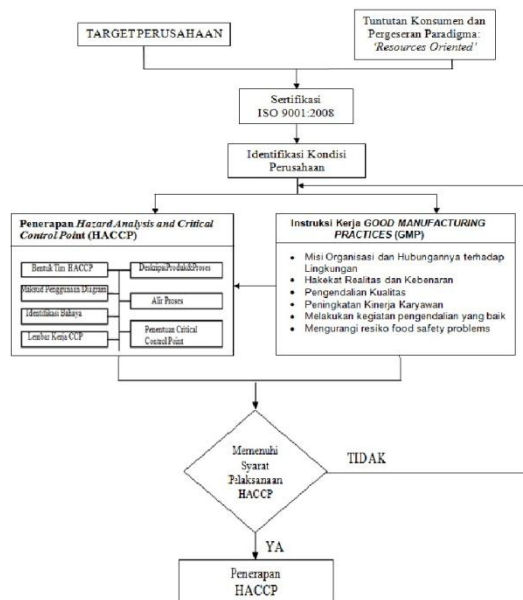 TARGET PERUSAHAAN
Tuntutan Konsumen dan
Pergeseran Paradigma:
'Resources Oriented'
Sertifikasi
ISO 9001:2008
Identifikasi Kondisi
Perusahaan
Penerapan Hazard Analysis and Critical
Control Point (HACCP)
Bentuk Tim HACCP
Deskripsi Produk & Proses
Maksud Penggunaan Diagram
Alir Proses
Identifikasi Bahaya
Penentuan Critical
Control Point
Lembar Kerja CCP
Instruksi Kerja GOOD MANUFACTURING
PRACTICES (GMP)
• Misi Organisasi dan Hubungannya terhadap
Lingkungan
• Hakekat Realitas dan Kebenaran
• Pengendalian Kualitas
• Peningkatan Kinerja Karyawan
• Melakukan kegiatan pengendalian yang baik
• Mengurangi resiko food safety problems
Memenuhi
Syarat
Pelaksanaan
HACCP
TIDAK
YA
Penerapan
HACCP